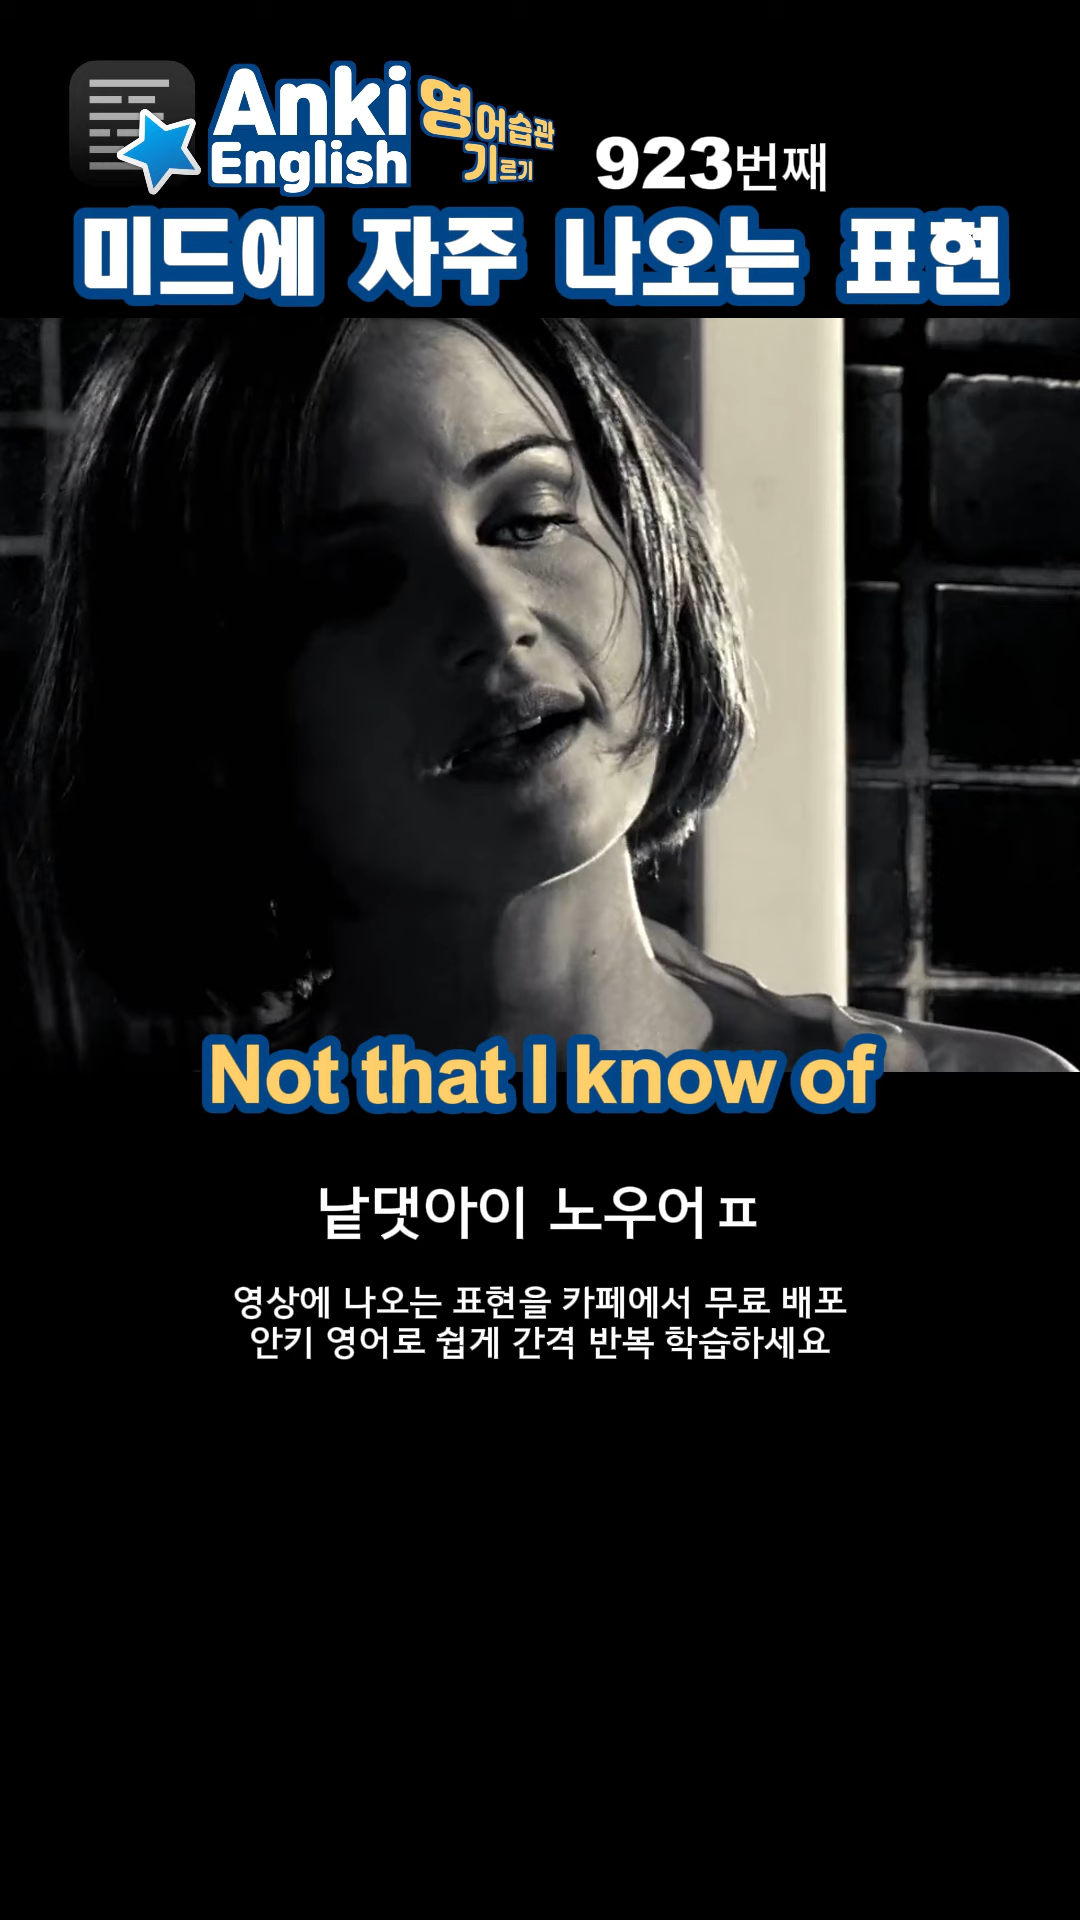 Anki
English
영어습관
기르기
923번째
미드에 자주 나오는 표현
Not that I know of
낱댓아이 노우어ㅍ
영상에 나오는 표현을 카페에서 무료 배포
안키 영어로 쉽게 간격 반복 학습하세요